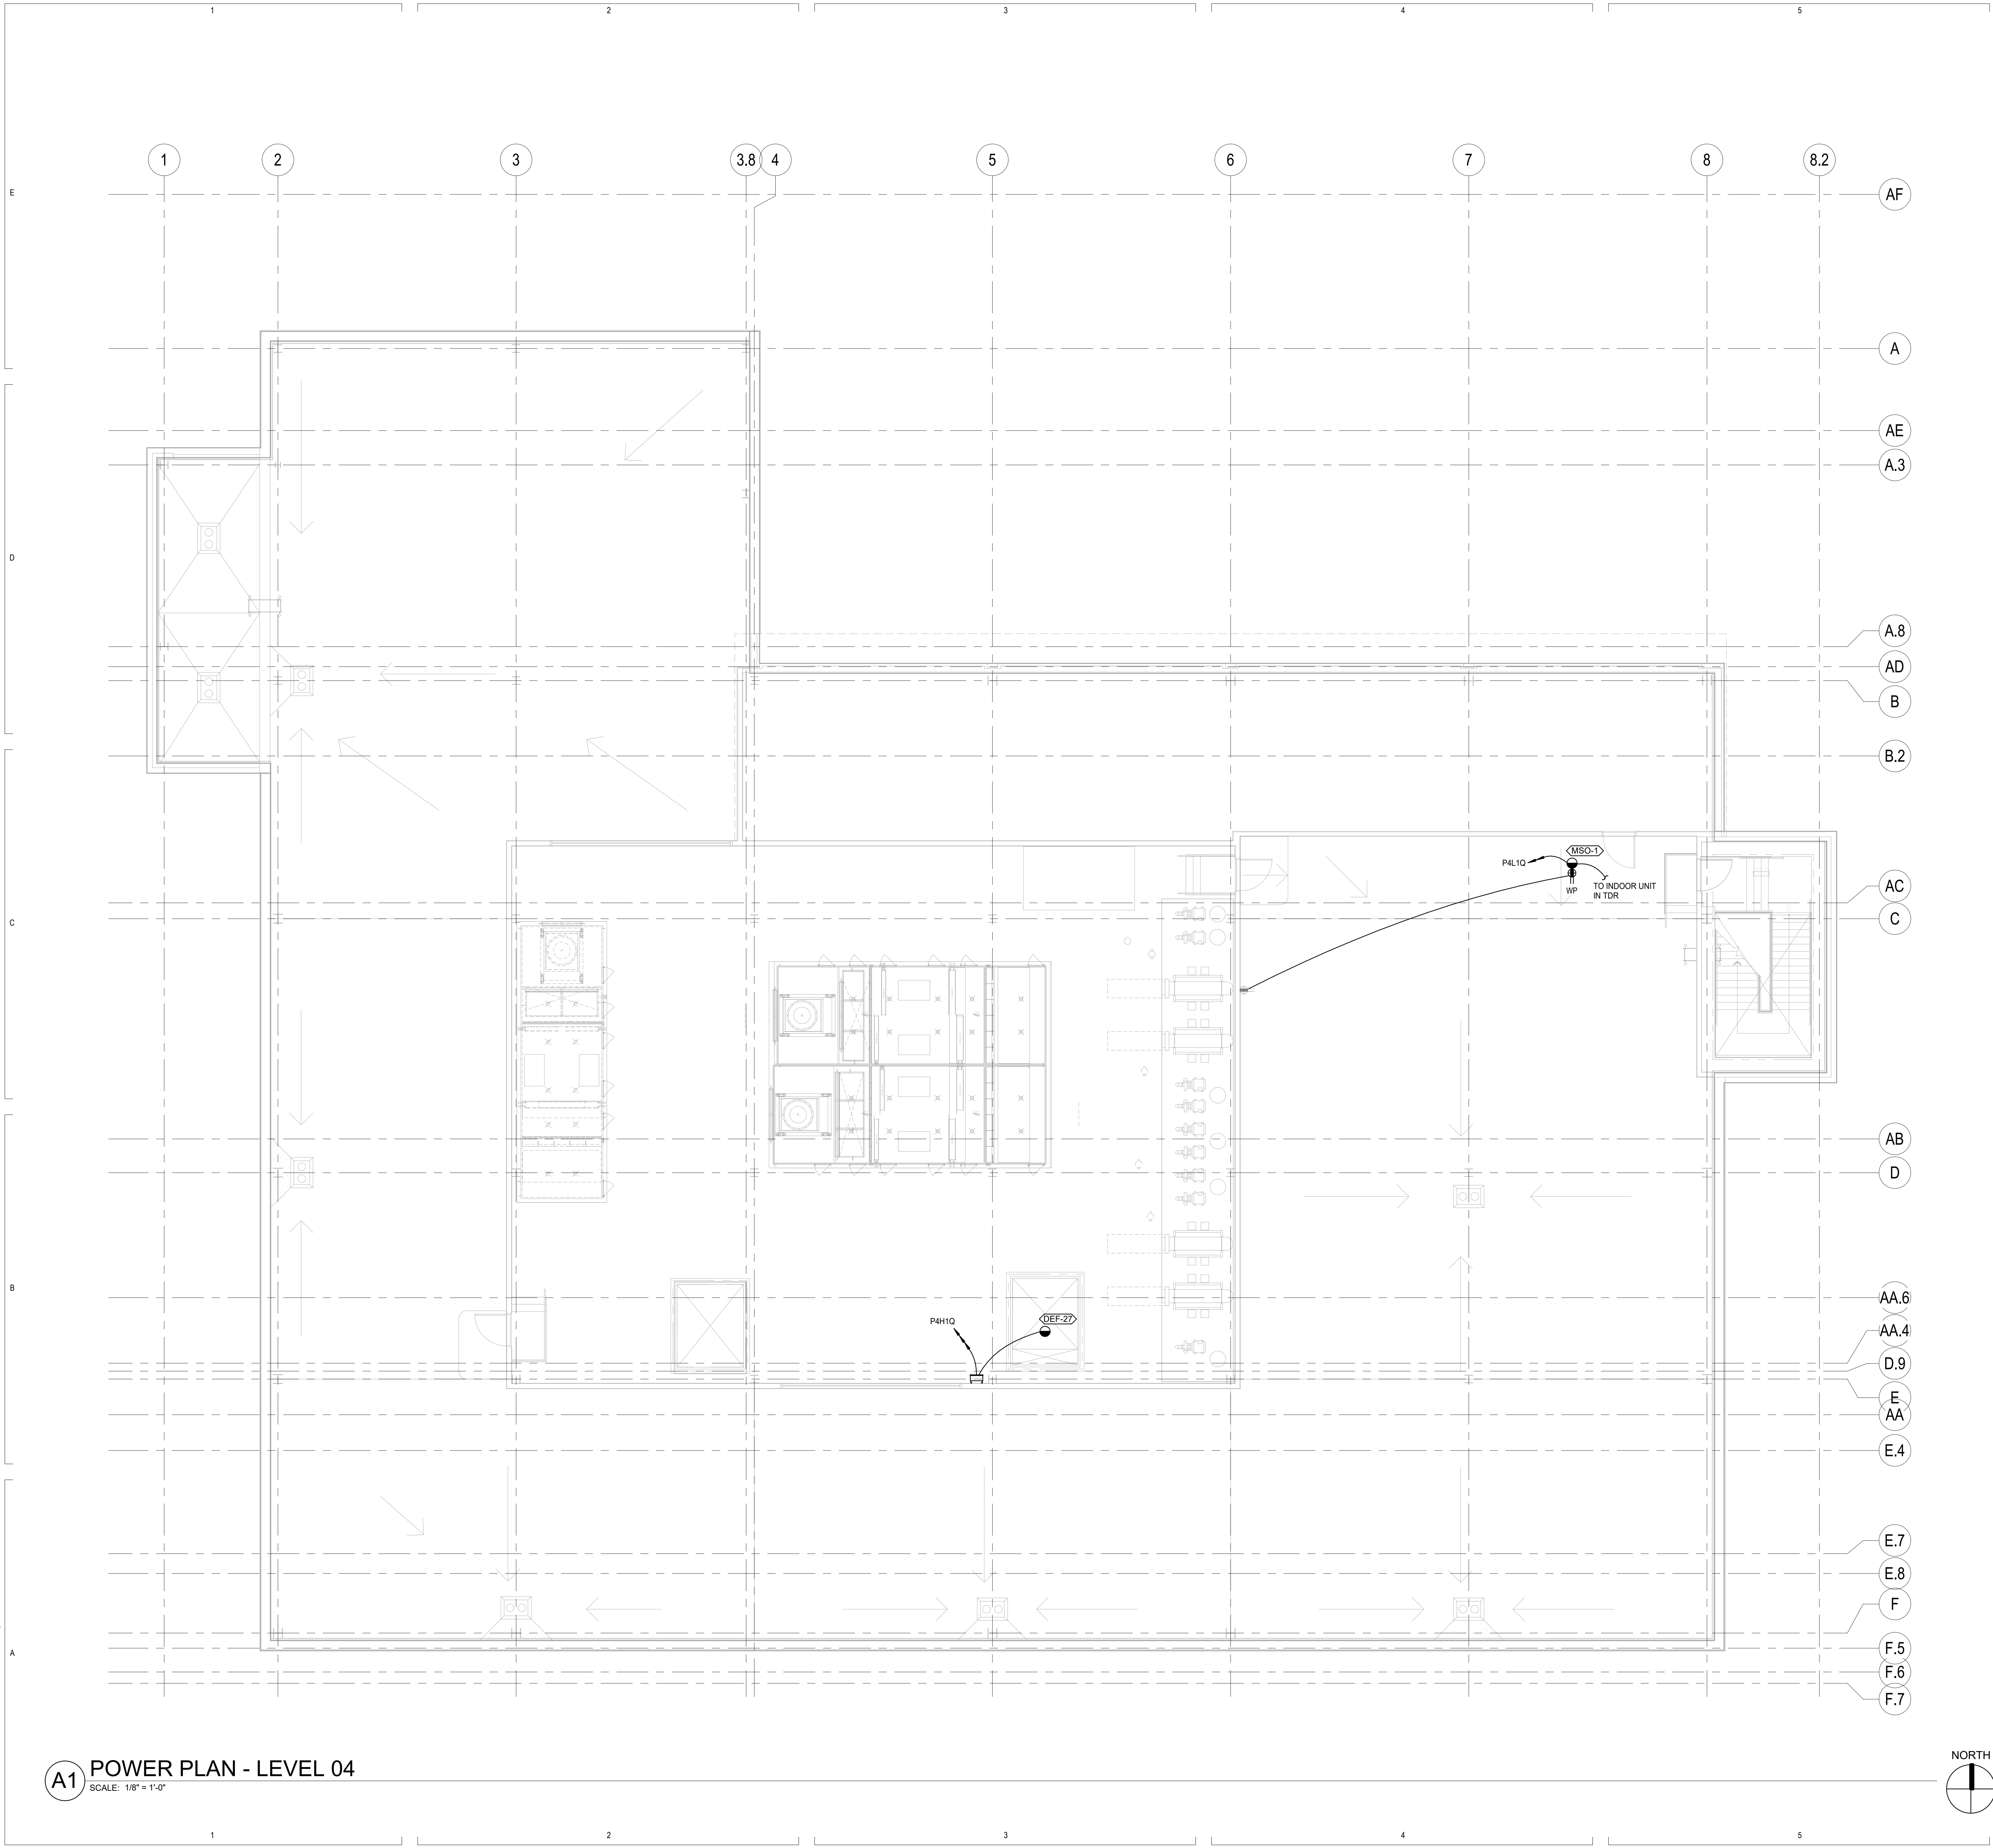 1 2 3 4 5
1 2 3 3.8 4 5 6 7 8 8.2
E
AF
A
AE
A.3
D
A.8
AD
B
B.2
MSO-1
P4L1Q
WP
TO INDOOR UNIT
IN TDR
AC
C
C
AB
D
B
AA.6
DEF-27
P4H1Q
AA.4
D.9
E
AA
E.4
E.7
E.8
F
A
F.5
F.6
F.7
A1
POWER PLAN - LEVEL 04
SCALE: 1/8" = 1'-0"
NORTH
1 2 3 4 5